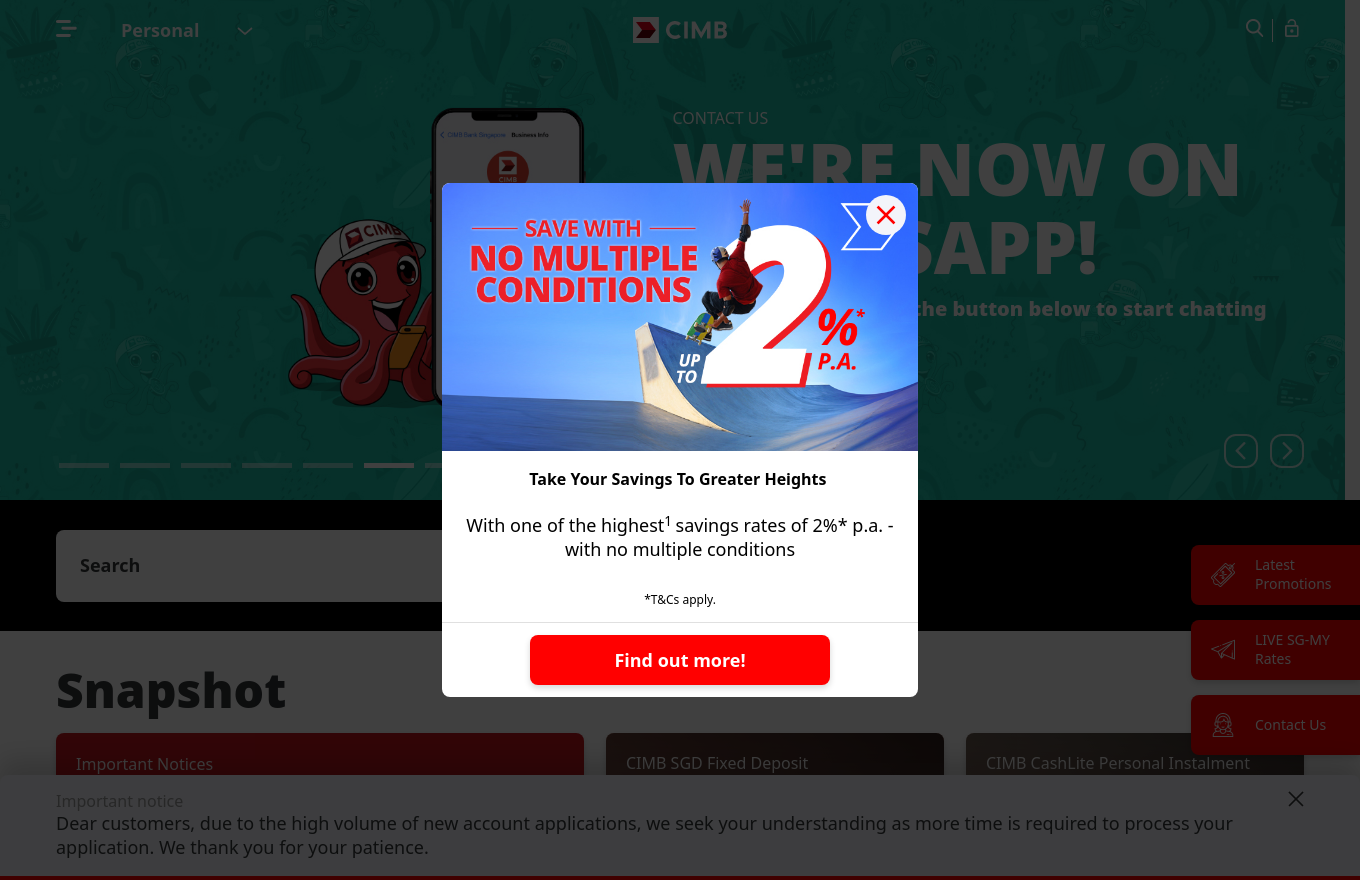 Personal
CIMB
CIMB Bank Singapore Business Info
CIMB
CIMB
CONTACT US
WE'RE NOW ON
SAPP!
the button below to start chatting
SAVE WITH
NO MULTIPLE
CONDITIONS
UP
TO
2%*
P.A.
Take Your Savings To Greater Heights
With one of the highest1 savings rates of 2%* p.a. -
with no multiple conditions
*T&Cs apply.
Find out more!
Search
Latest
Promotions
LIVE SG-MY
Rates
Contact Us
Snapshot
Important Notices
CIMB SGD Fixed Deposit
CIMB CashLite Personal Instalment
Important notice
Dear customers, due to the high volume of new account applications, we seek your understanding as more time is required to process your
application. We thank you for your patience.